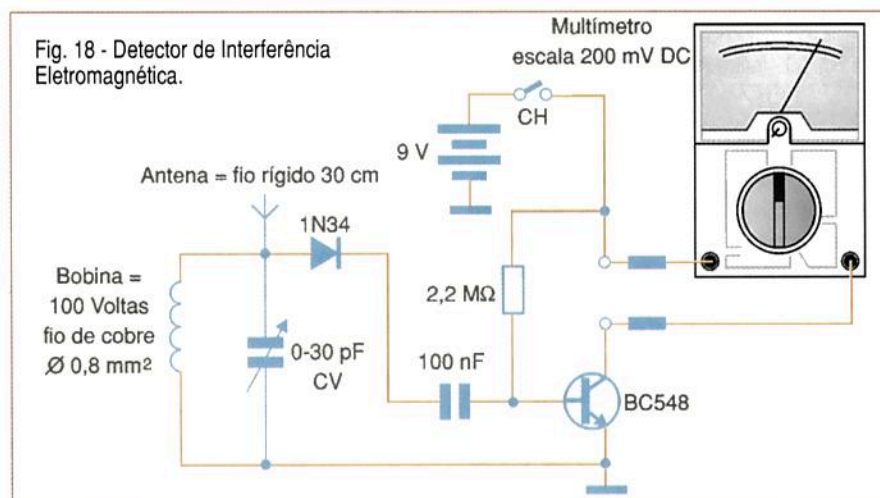 Fig. 18 - Detector de Interferência
Eletromagnética.
Multímetro
escala 200 mV DC
CH
9 V
Antena = fio rígido 30 cm
1N34
Bobina =
100 Voltas
fio de cobre
Ø 0,8 mm²
0-30 pF
CV
2,2 MΩ
100 nF
BC548